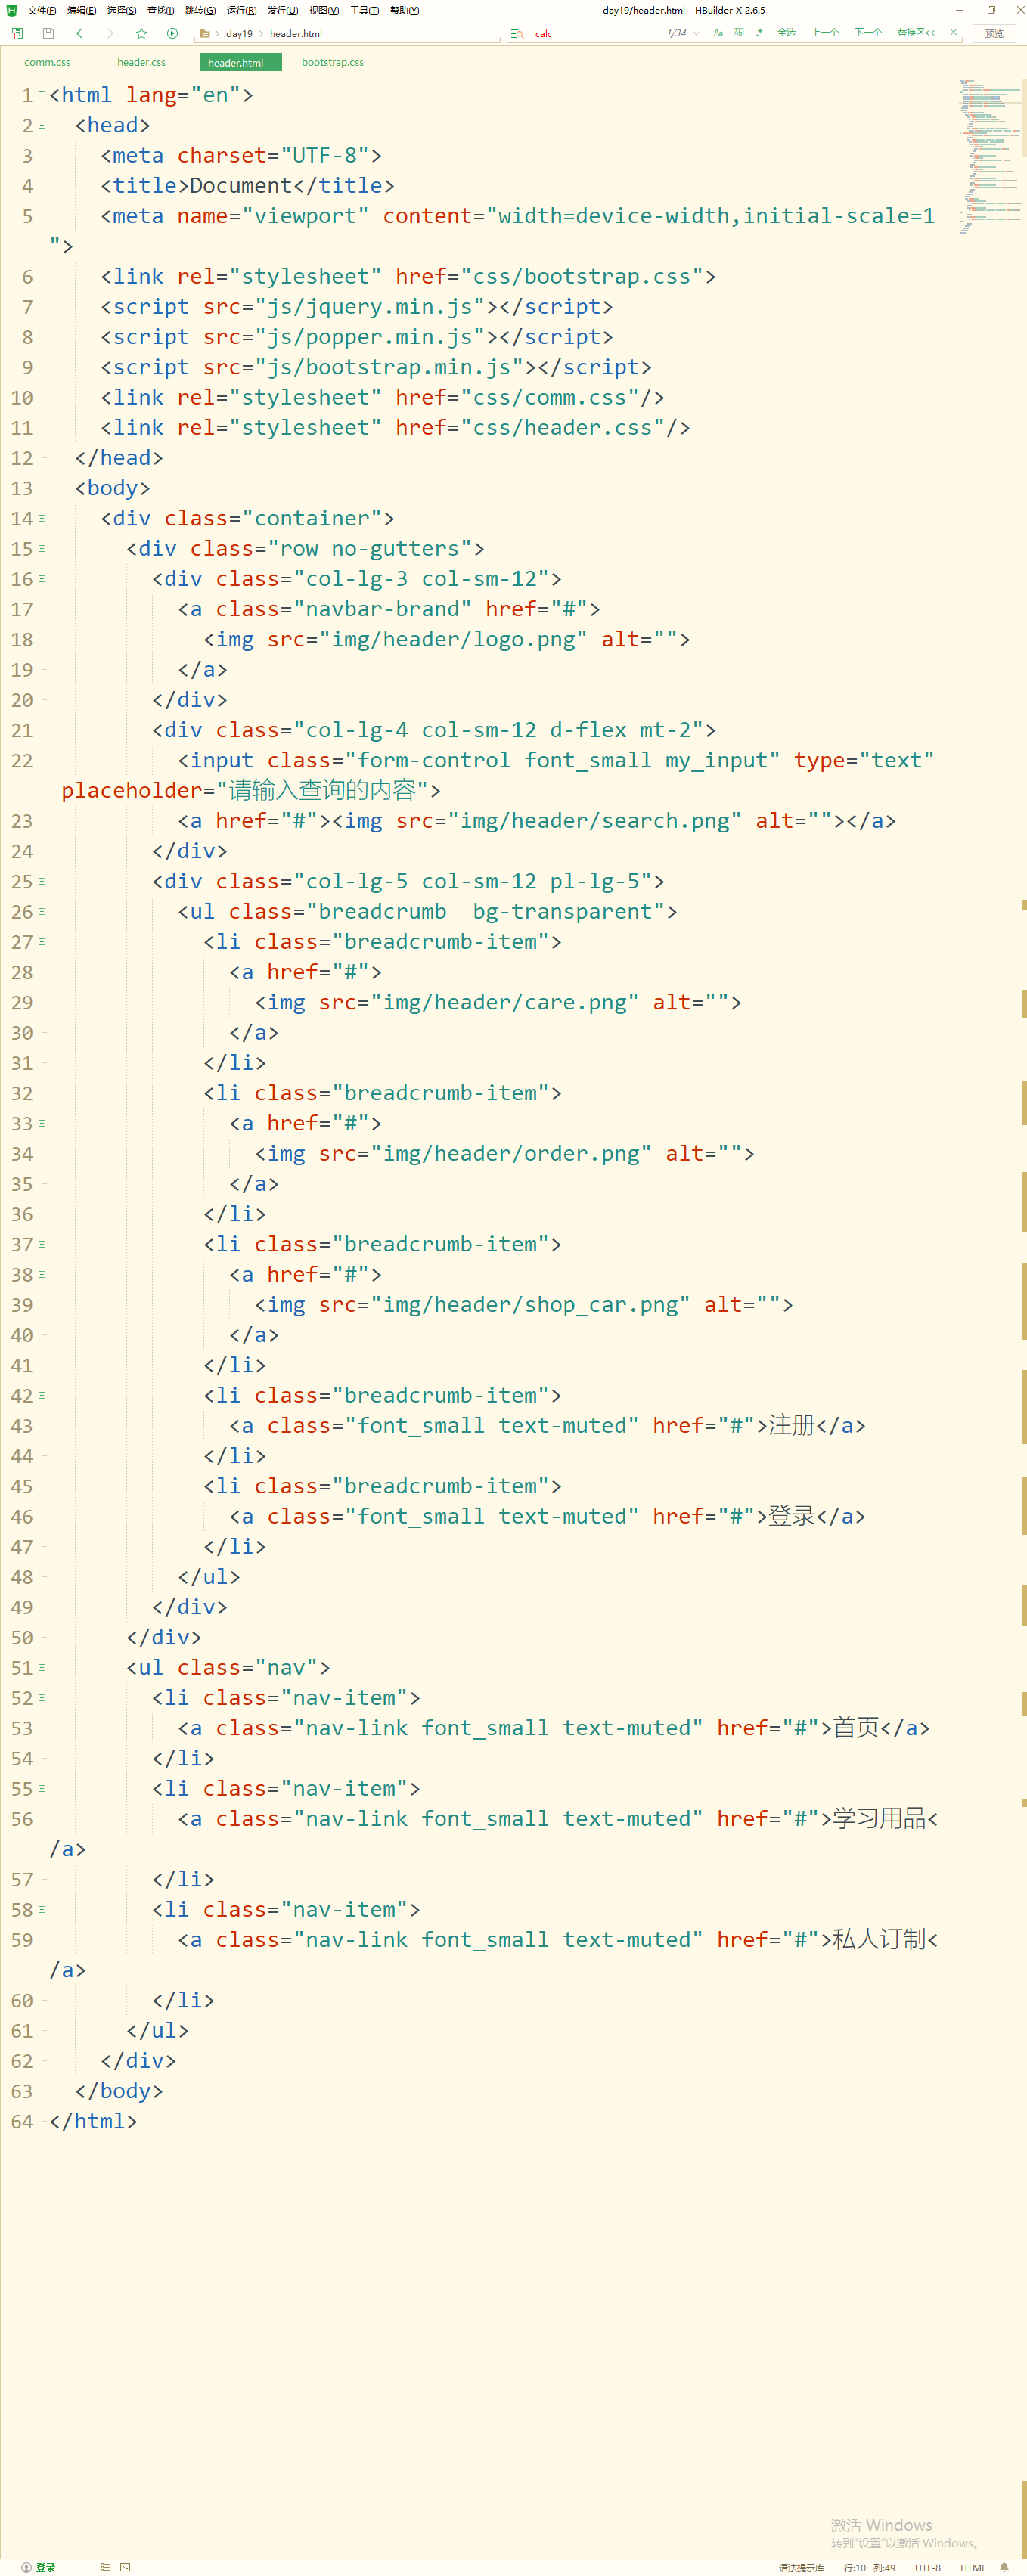 文件(F) 编辑(E) 选择(S) 查找(I) 跳转(G) 运行(R) 发行(U) 视图(V) 工具(T) 帮助(Y) day19/header.html - HBuilder X 2.6.5
day19 header.html calc 1/34 Aa 全选 上一个 下一个 替换区<< 预览
comm.css header.css header.html bootstrap.css
1 <html lang="en">
2 <head>
3 <meta charset="UTF-8">
4 <title>Document</title>
5 <meta name="viewport" content="width=device-width,initial-scale=1
">
6 <link rel="stylesheet" href="css/bootstrap.css">
7 <script src="js/jquery.min.js"></script>
8 <script src="js/popper.min.js"></script>
9 <script src="js/bootstrap.min.js"></script>
10 <link rel="stylesheet" href="css/comm.css"/>
11 <link rel="stylesheet" href="css/header.css"/>
12 </head>
13 <body>
14 <div class="container">
15 <div class="row no-gutters">
16 <div class="col-lg-3 col-sm-12">
17 <a class="navbar-brand" href="#">
18 <img src="img/header/logo.png" alt="">
19 </a>
20 </div>
21 <div class="col-lg-4 col-sm-12 d-flex mt-2">
22 <input class="form-control font_small my_input" type="text"
placeholder="请输入查询的内容">
23 <a href="#"><img src="img/header/search.png" alt=""></a>
24 </div>
25 <div class="col-lg-5 col-sm-12 pl-lg-5">
26 <ul class="breadcrumb  bg-transparent">
27 <li class="breadcrumb-item">
28 <a href="#">
29 <img src="img/header/care.png" alt="">
30 </a>
31 </li>
32 <li class="breadcrumb-item">
33 <a href="#">
34 <img src="img/header/order.png" alt="">
35 </a>
36 </li>
37 <li class="breadcrumb-item">
38 <a href="#">
39 <img src="img/header/shop_car.png" alt="">
40 </a>
41 </li>
42 <li class="breadcrumb-item">
43 <a class="font_small text-muted" href="#">注册</a>
44 </li>
45 <li class="breadcrumb-item">
46 <a class="font_small text-muted" href="#">登录</a>
47 </li>
48 </ul>
49 </div>
50 </div>
51 <ul class="nav">
52 <li class="nav-item">
53 <a class="nav-link font_small text-muted" href="#">首页</a>
54 </li>
55 <li class="nav-item">
56 <a class="nav-link font_small text-muted" href="#">学习用品<
/a>
57 </li>
58 <li class="nav-item">
59 <a class="nav-link font_small text-muted" href="#">私人订制<
/a>
60 </li>
61 </ul>
62 </div>
63 </body>
64 </html>
激活 Windows
转到"设置"以激活 Windows。
登录 语法提示库 行:10 列:49 UTF-8 HTML